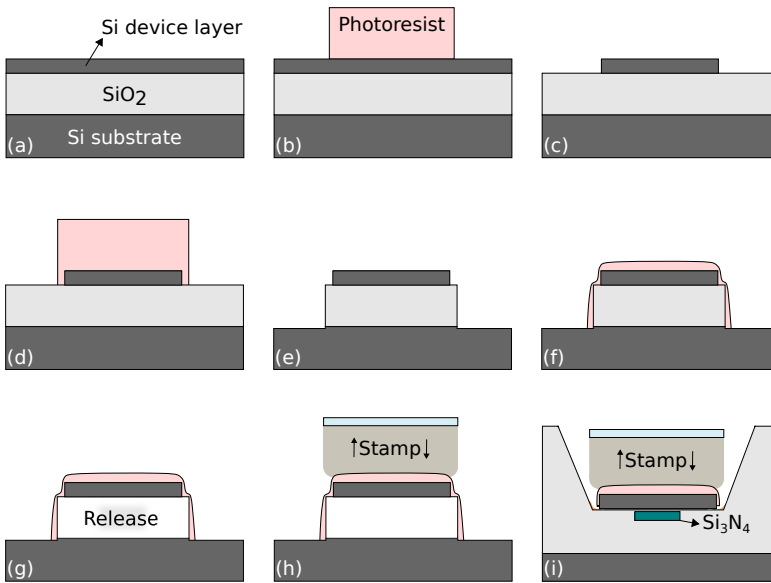 Si device layer
SiO2
Si substrate
(a)
Photoresist
(b)
(c)
(d)
(e)
(f)
Release
(g)
↑Stamp↓
(h)
↑Stamp↓
Si3N4
(i)